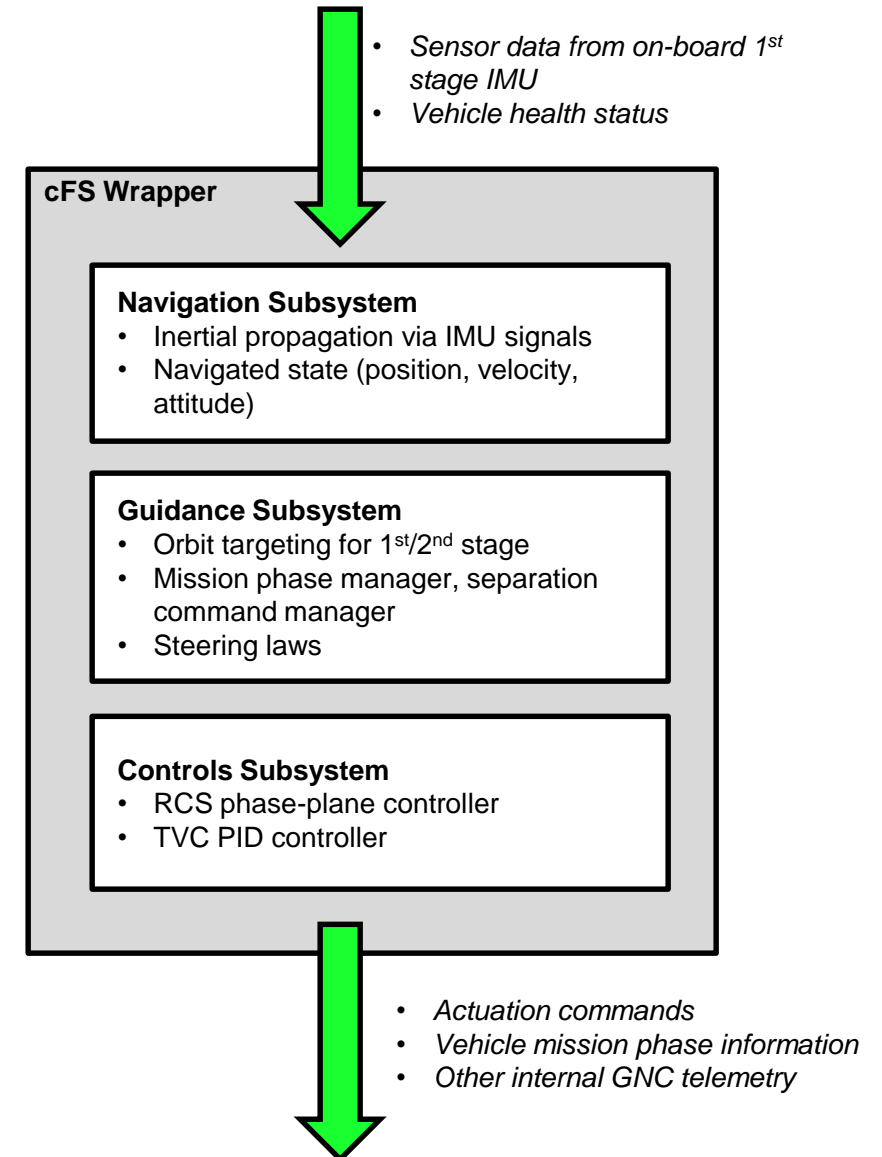 • Sensor data from on-board 1st
stage IMU
• Vehicle health status
cFS Wrapper
Navigation Subsystem
• Inertial propagation via IMU signals
• Navigated state (position, velocity,
attitude)
Guidance Subsystem
• Orbit targeting for 1st/2nd stage
• Mission phase manager, separation
command manager
• Steering laws
Controls Subsystem
• RCS phase-plane controller
• TVC PID controller
• Actuation commands
• Vehicle mission phase information
• Other internal GNC telemetry